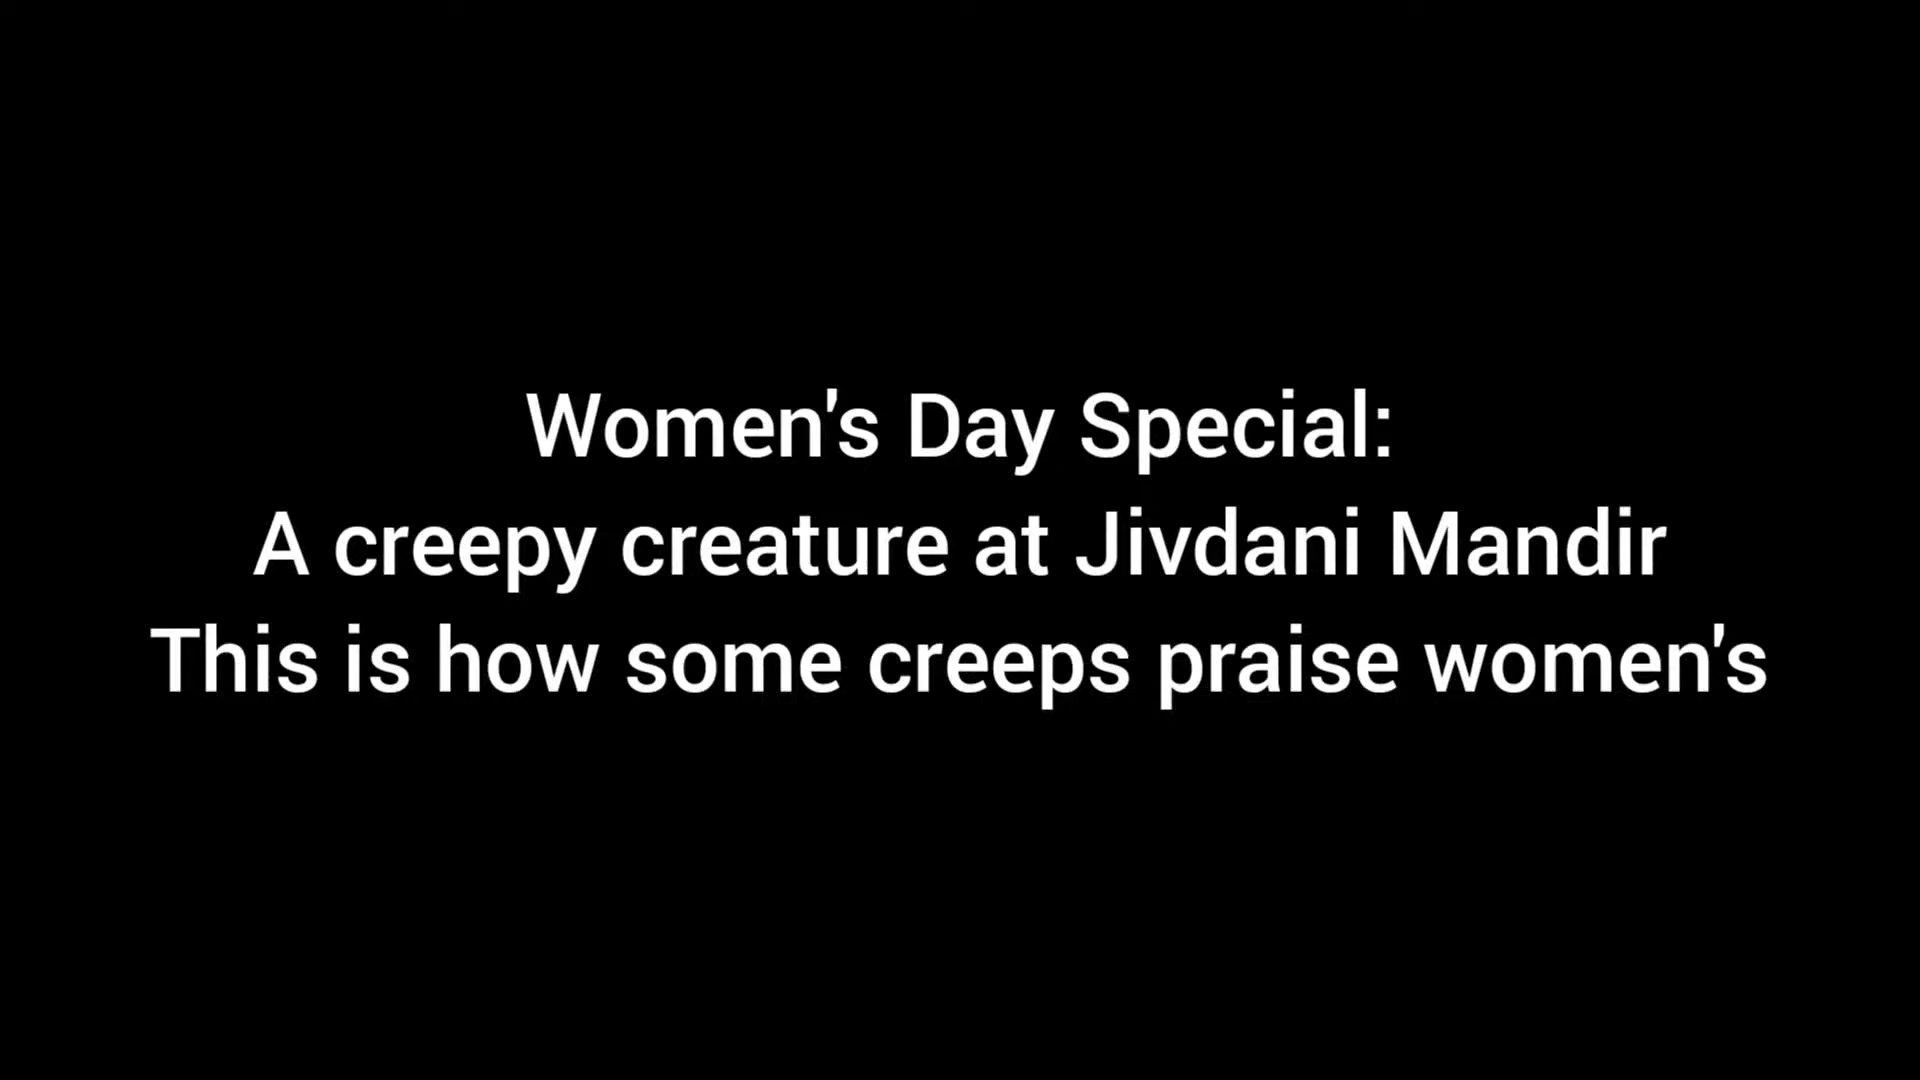 Women's Day Special:
A creepy creature at Jivdani Mandir
This is how some creeps praise women's